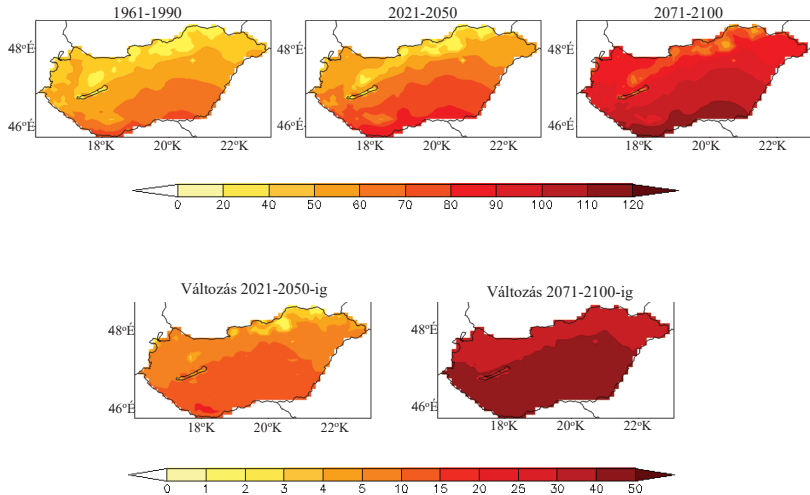 1961-1990 2021-2050 2071-2100
48ºÉ 48ºÉ 48ºÉ
46ºÉ 46ºÉ 46ºÉ
18ºK 20ºK 22ºK 18ºK 20ºK 22ºK 18ºK 20ºK 22ºK
0 20 40 50 60 70 80 90 100 110 120
Változás 2021-2050-ig Változás 2071-2100-ig
48ºÉ 48ºÉ
46ºÉ 46ºÉ
18ºK 20ºK 22ºK 18ºK 20ºK 22ºK
0 1 2 3 4 5 10 15 20 25 30 40 50